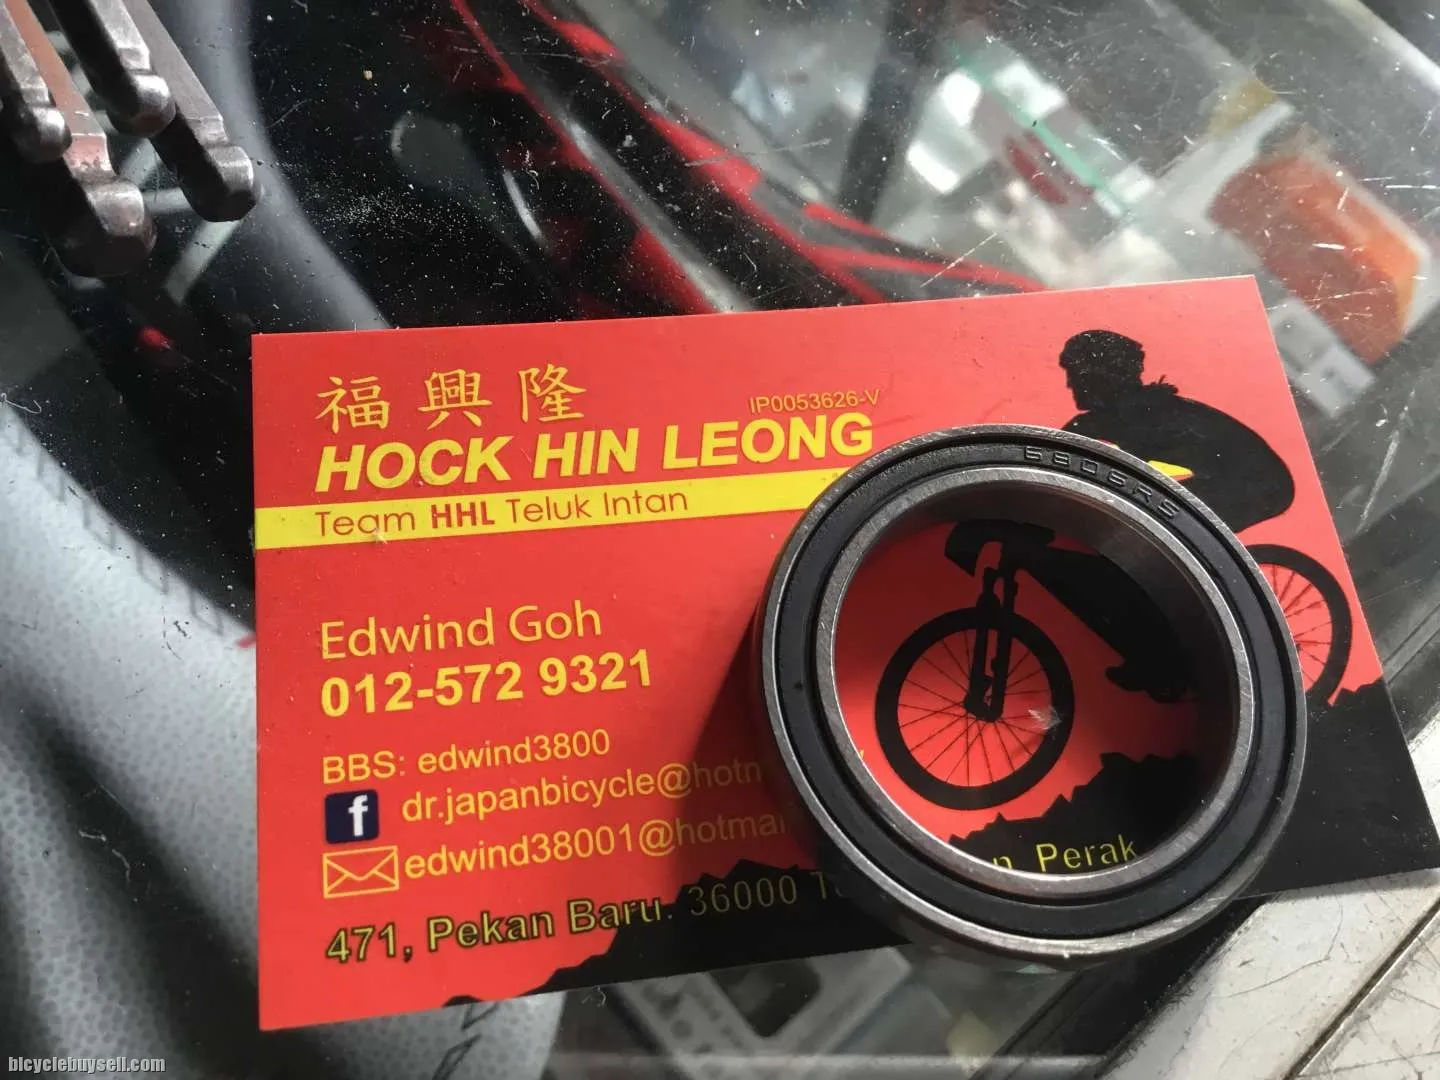 福興隆
IP0053626-V
HOCK HIN LEONG
Team HHL Teluk Intan
6806RS
Edwind Goh
012-572 9321
BBS: edwind3800
f dr.japanbicycle@hotm
edwind38001@hotmai
471, Pekan Baru. 36000 Perak
bicyclebuysell.com